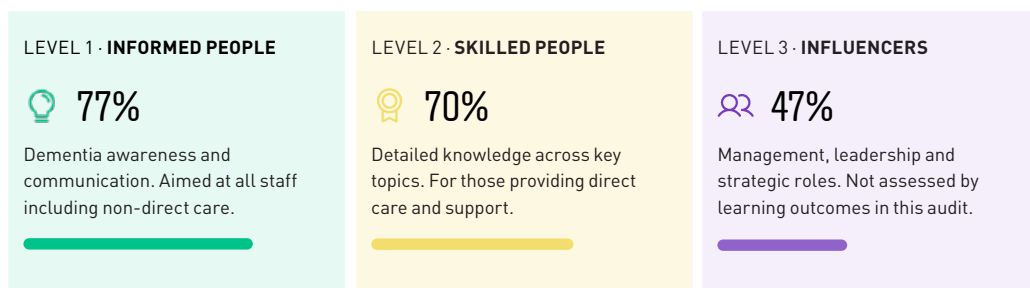 LEVEL 1 · INFORMED PEOPLE
77%
Dementia awareness and
communication. Aimed at all staff
including non-direct care.
LEVEL 2 · SKILLED PEOPLE
70%
Detailed knowledge across key
topics. For those providing direct
care and support.
LEVEL 3 · INFLUENCERS
47%
Management, leadership and
strategic roles. Not assessed by
learning outcomes in this audit.